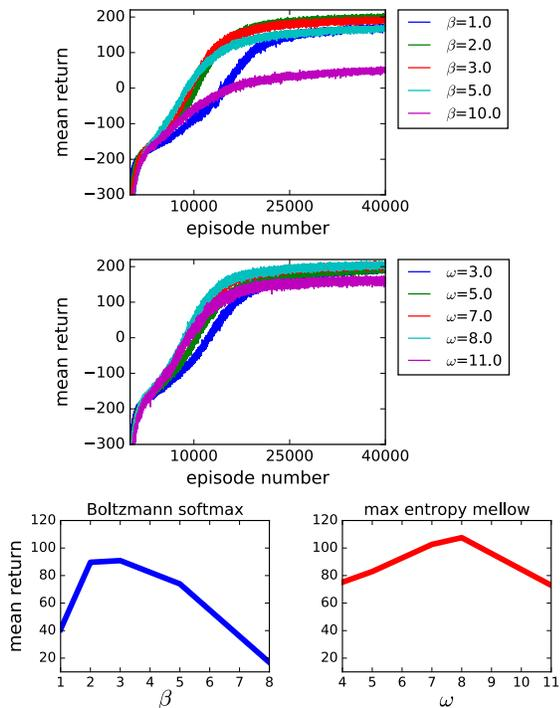 200
100
0
−100
−200
−300
mean return
10000
25000
40000
episode number
β=1.0
β=2.0
β=3.0
β=5.0
β=10.0
200
100
0
−100
−200
−300
mean return
10000
25000
40000
episode number
ω=3.0
ω=5.0
ω=7.0
ω=8.0
ω=11.0
Boltzmann softmax
120
100
80
60
40
20
mean return
1 2 3 4 5 6 7 8
β
max entropy mellow
120
100
80
60
40
20
4 5 6 7 8 9 10 11
ω